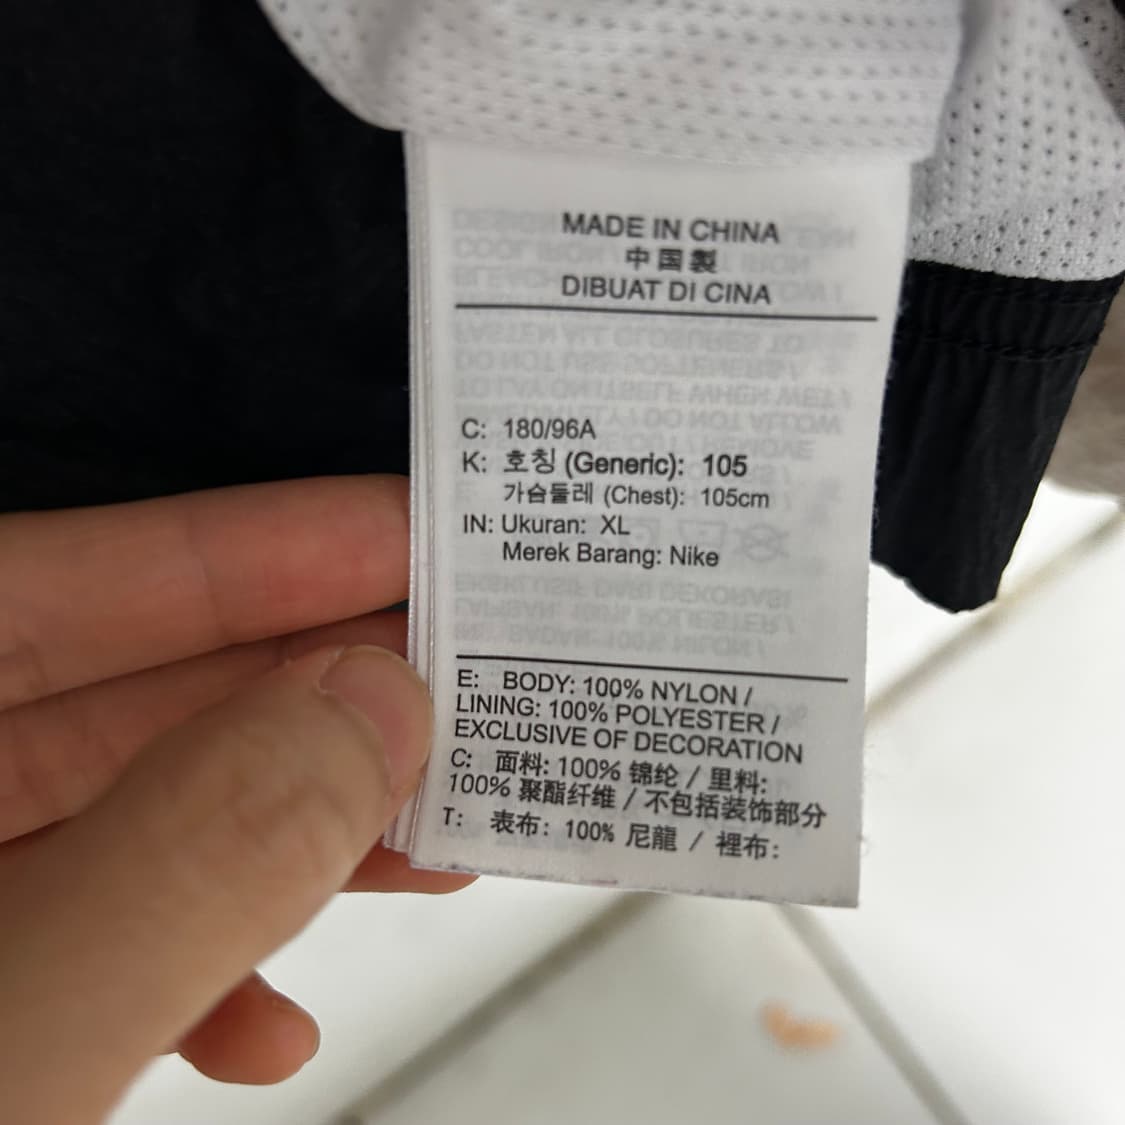 MADE IN CHINA
中国製
DIBUAT DI CINA
C: 180/96A
K: 호칭 (Generic): 105
가슴둘레 (Chest): 105cm
IN: Ukuran: XL
Merek Barang: Nike
E: BODY: 100% NYLON /
LINING: 100% POLYESTER /
EXCLUSIVE OF DECORATION
C: 面料: 100% 锦纶 / 里料:
100% 聚酯纤维 / 不包括装饰部分
T: 表布: 100% 尼龍 / 裡布: